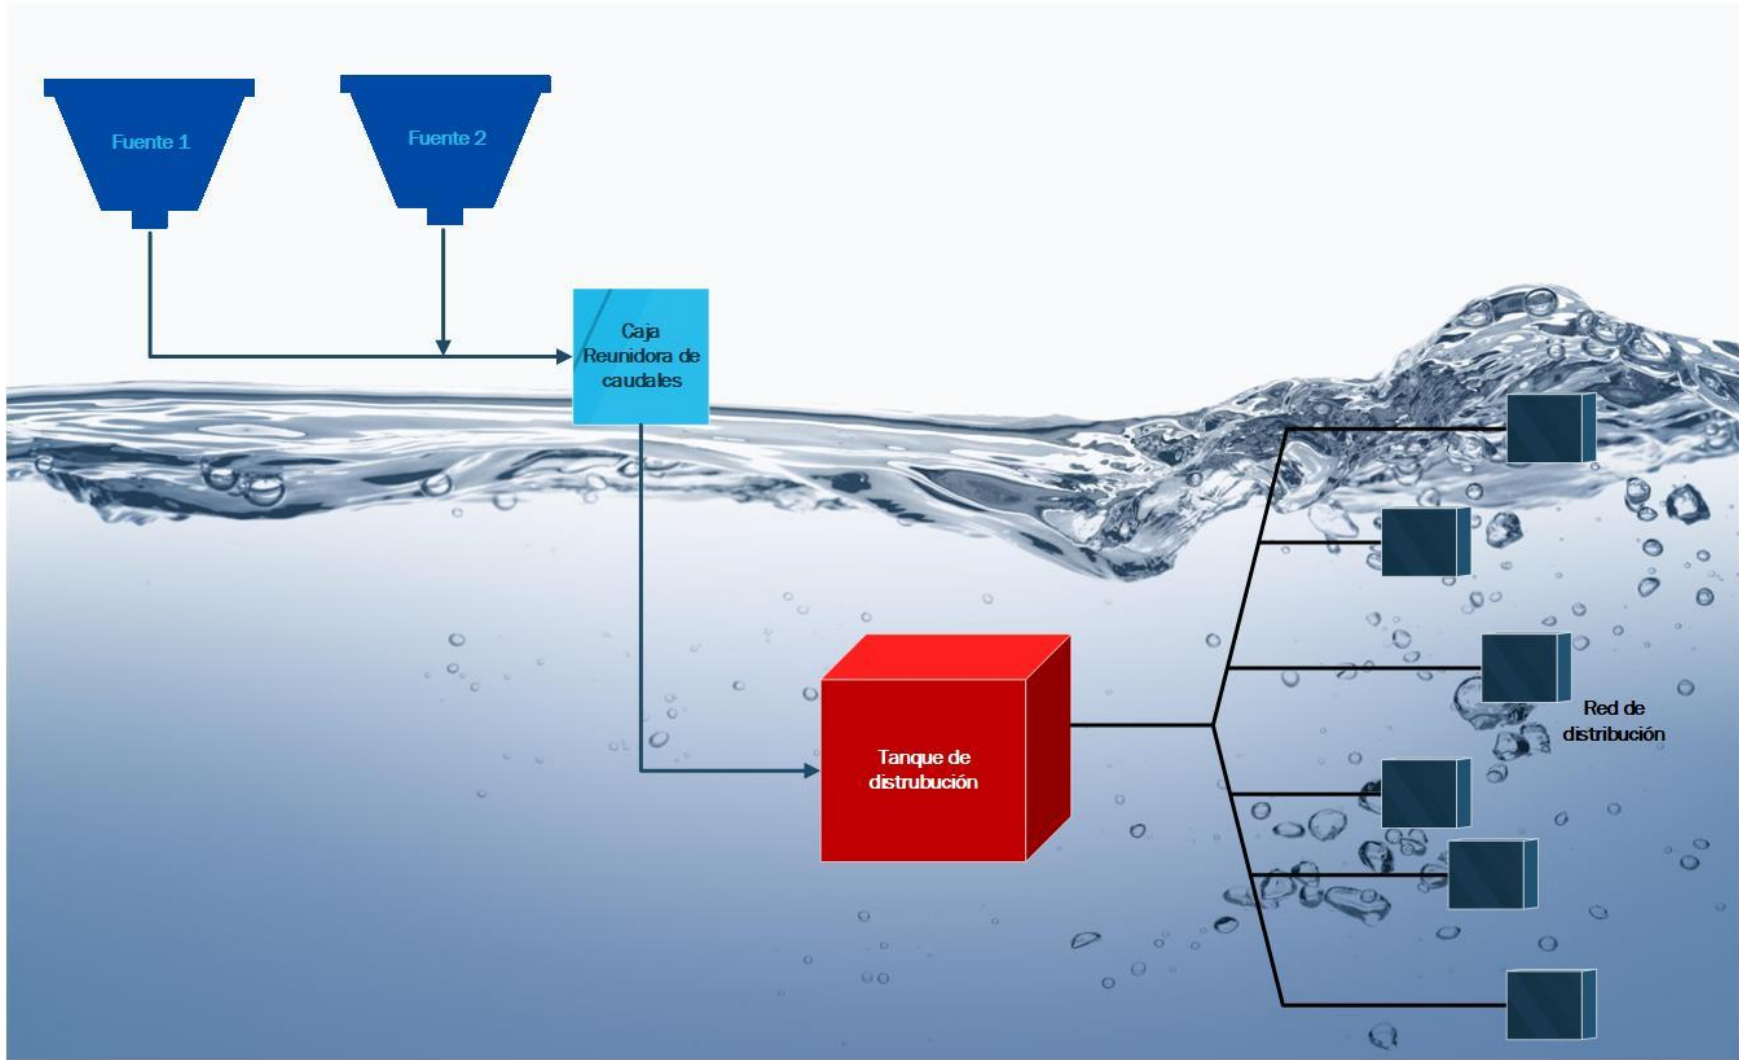 Fuente 1
Fuente 2
Caja
Reunidora de
caudales
Tanque de
distrubución
Red de
distribución